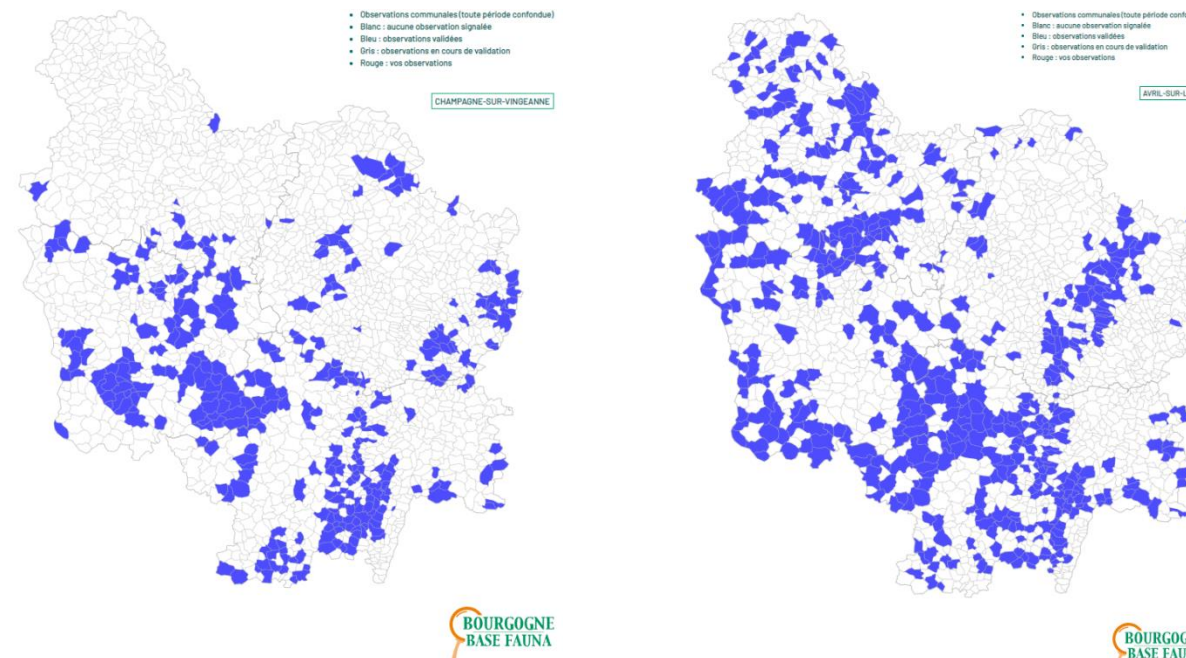 Observations communales (toute période confondue)
Blanc : aucune observation signalée
Bleu : observations validées
Gris : observations en cours de validation
Rouge : vos observations
CHAMPAGNE-SUR-VINGEANNE
BOURGOGNE
BASE FAUNA
Observations communales (toute période confo
Blanc : aucune observation signalée
Bleu : observations validées
Gris : observations en cours de validation
Rouge : vos observations
AVRIL-SUR-L
BOURGOG
BASE FAU